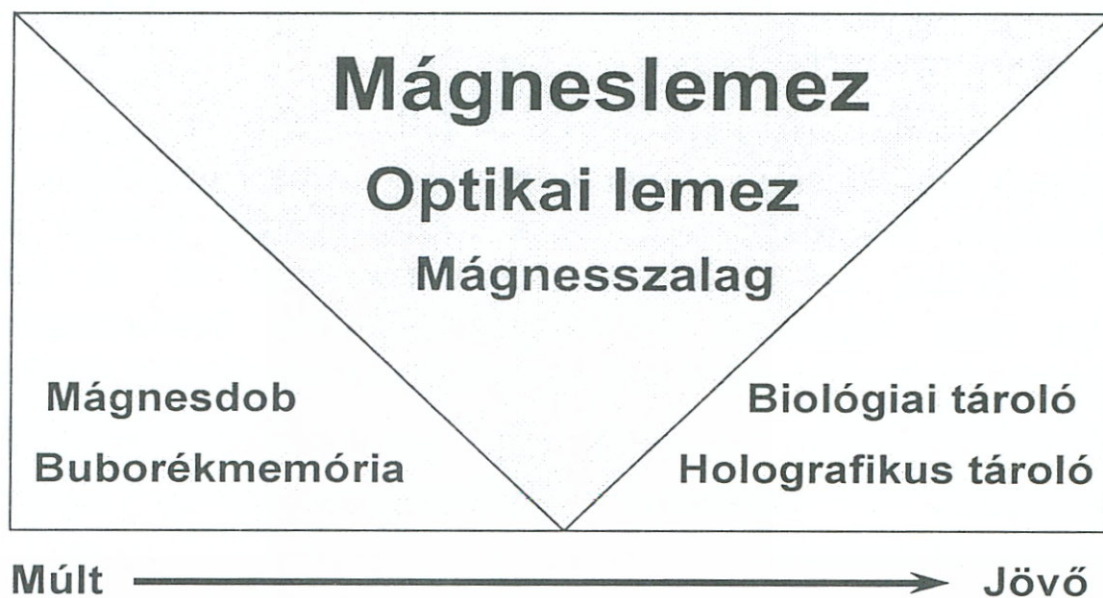 Mágneslemez
Optikai lemez
Mágnesszalag
Mágnesdob
Buborékmemória
Biológiai tároló
Holografikus tároló
Múlt
Jövő